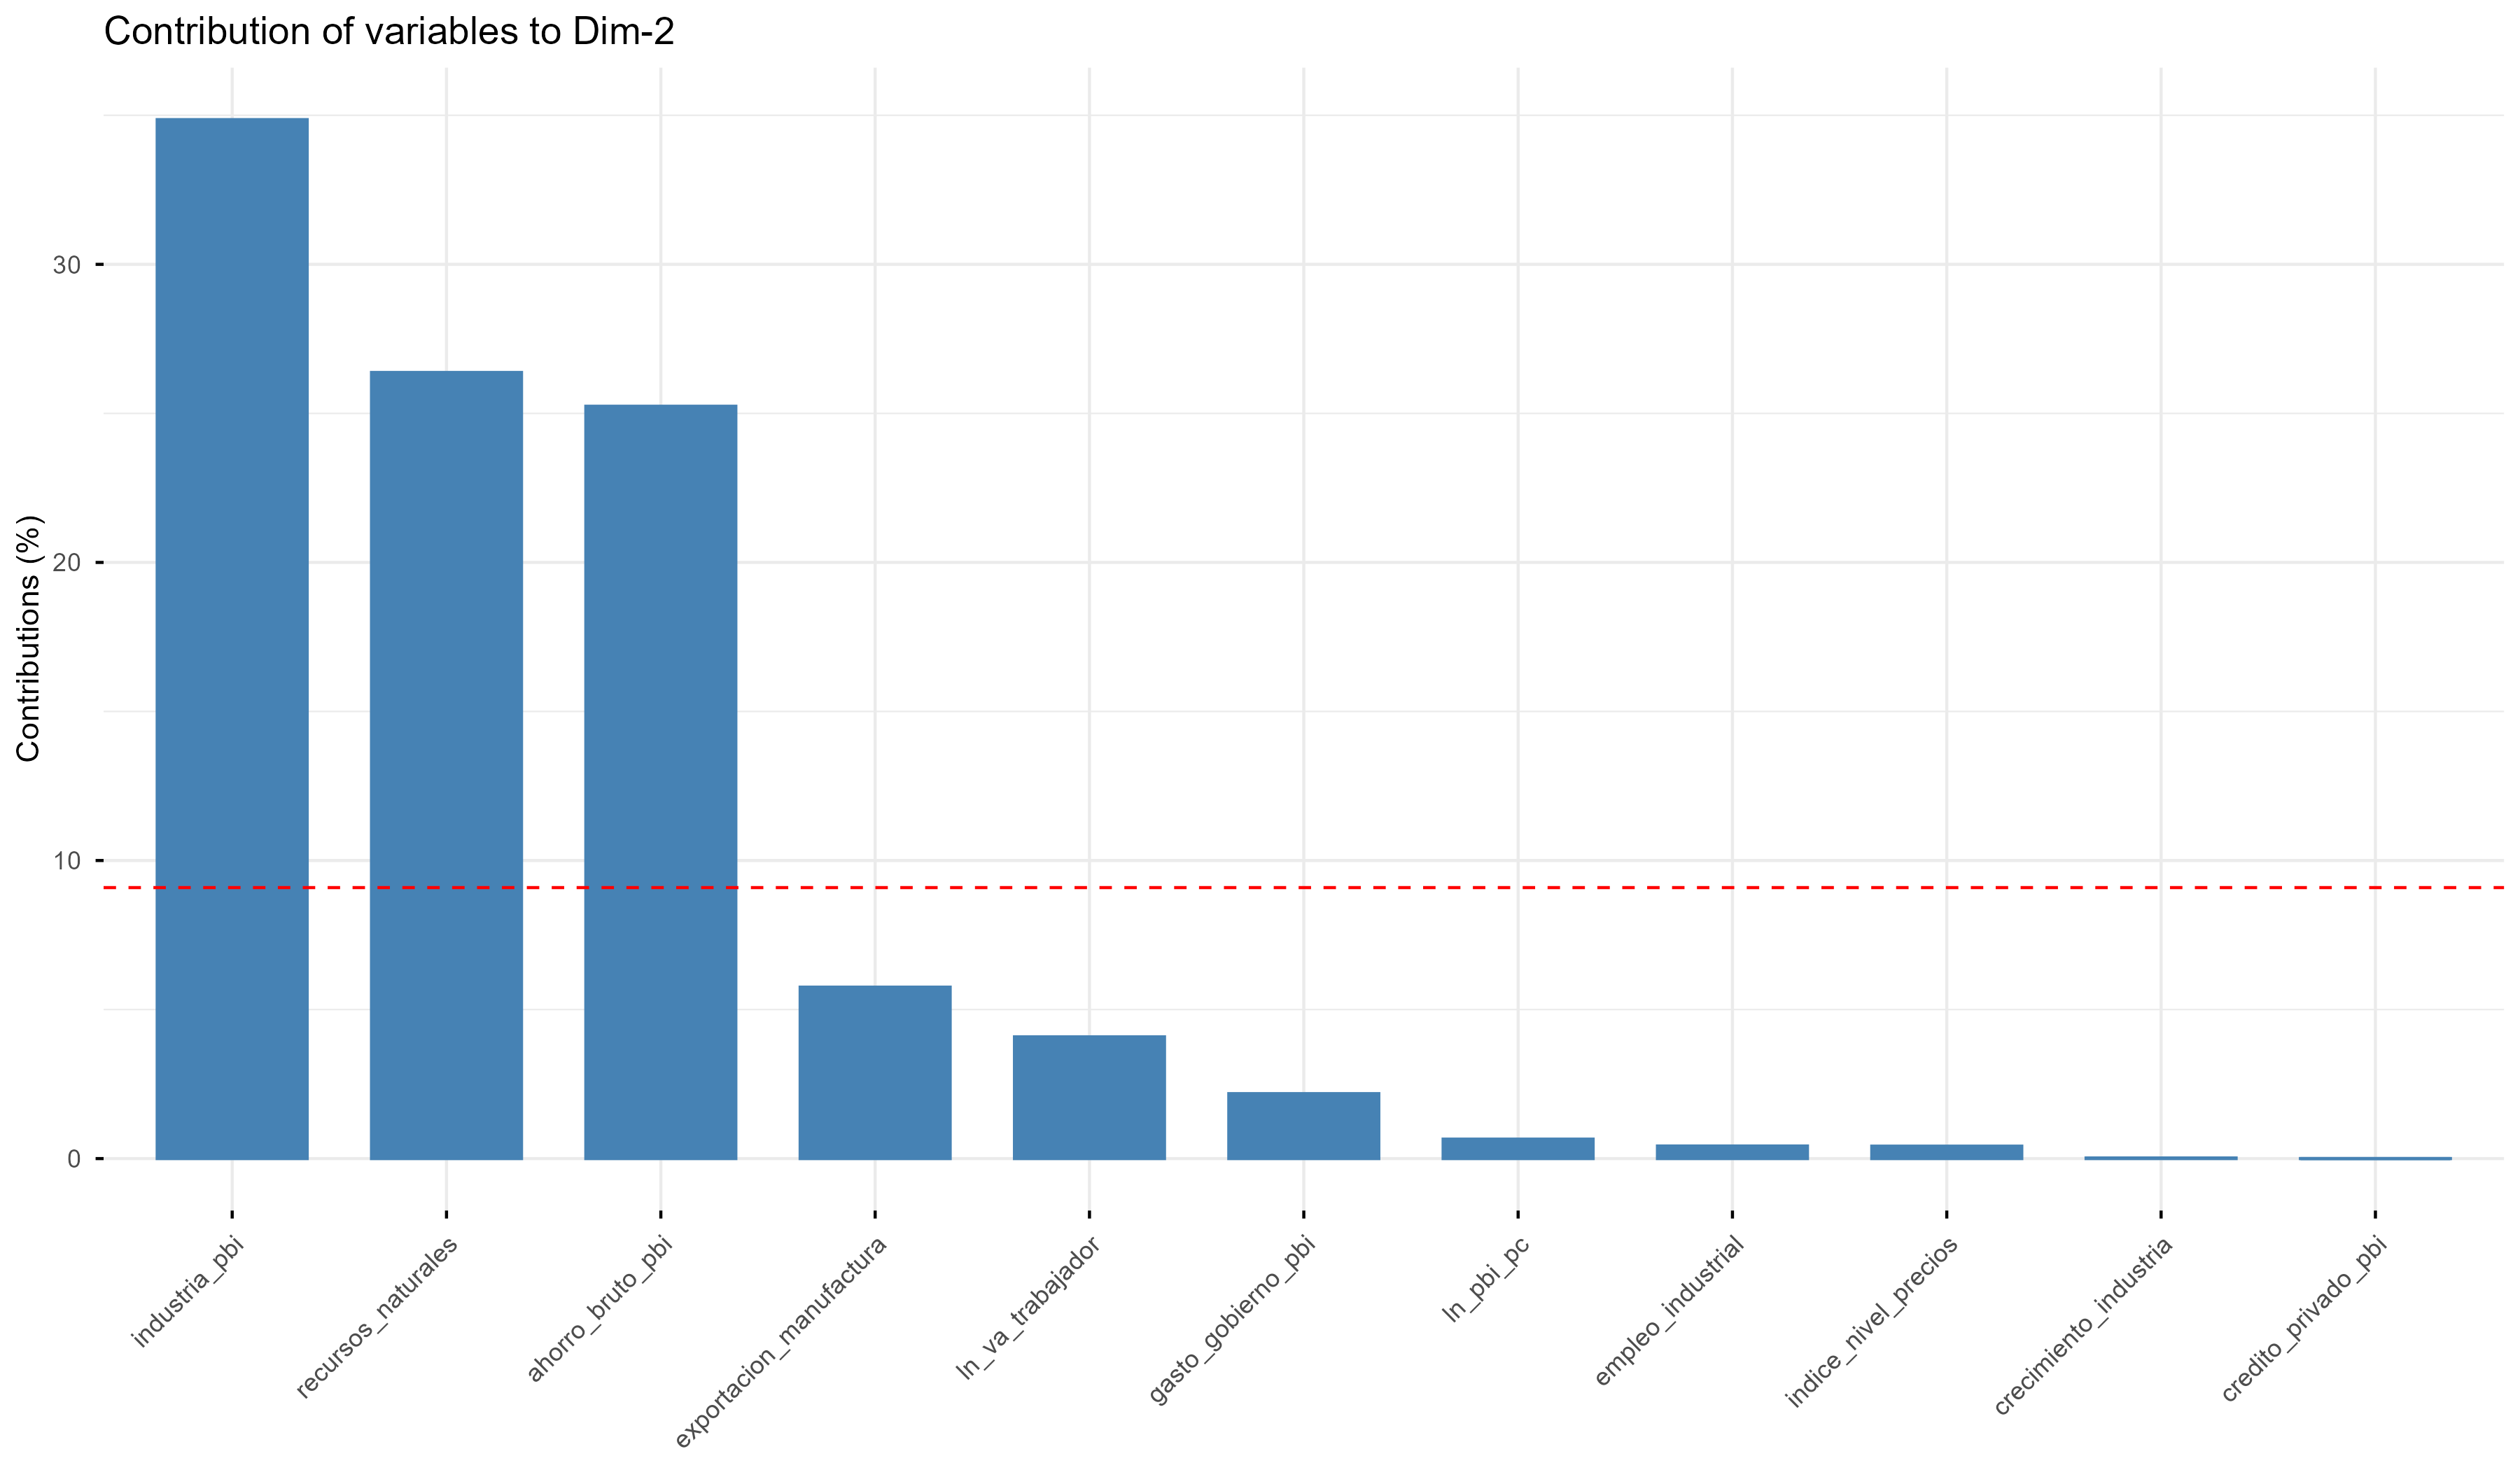 Contribution of variables to Dim-2
Contributions (%)
30
20
10
0
industria_pbi
recursos_naturales
ahorro_bruto_pbi
exportacion_manufactura
ln_va_trabajador
gasto_gobierno_pbi
ln_pbi_pc
empleo_industrial
indice_nivel_precios
crecimiento_industria
credito_privado_pbi